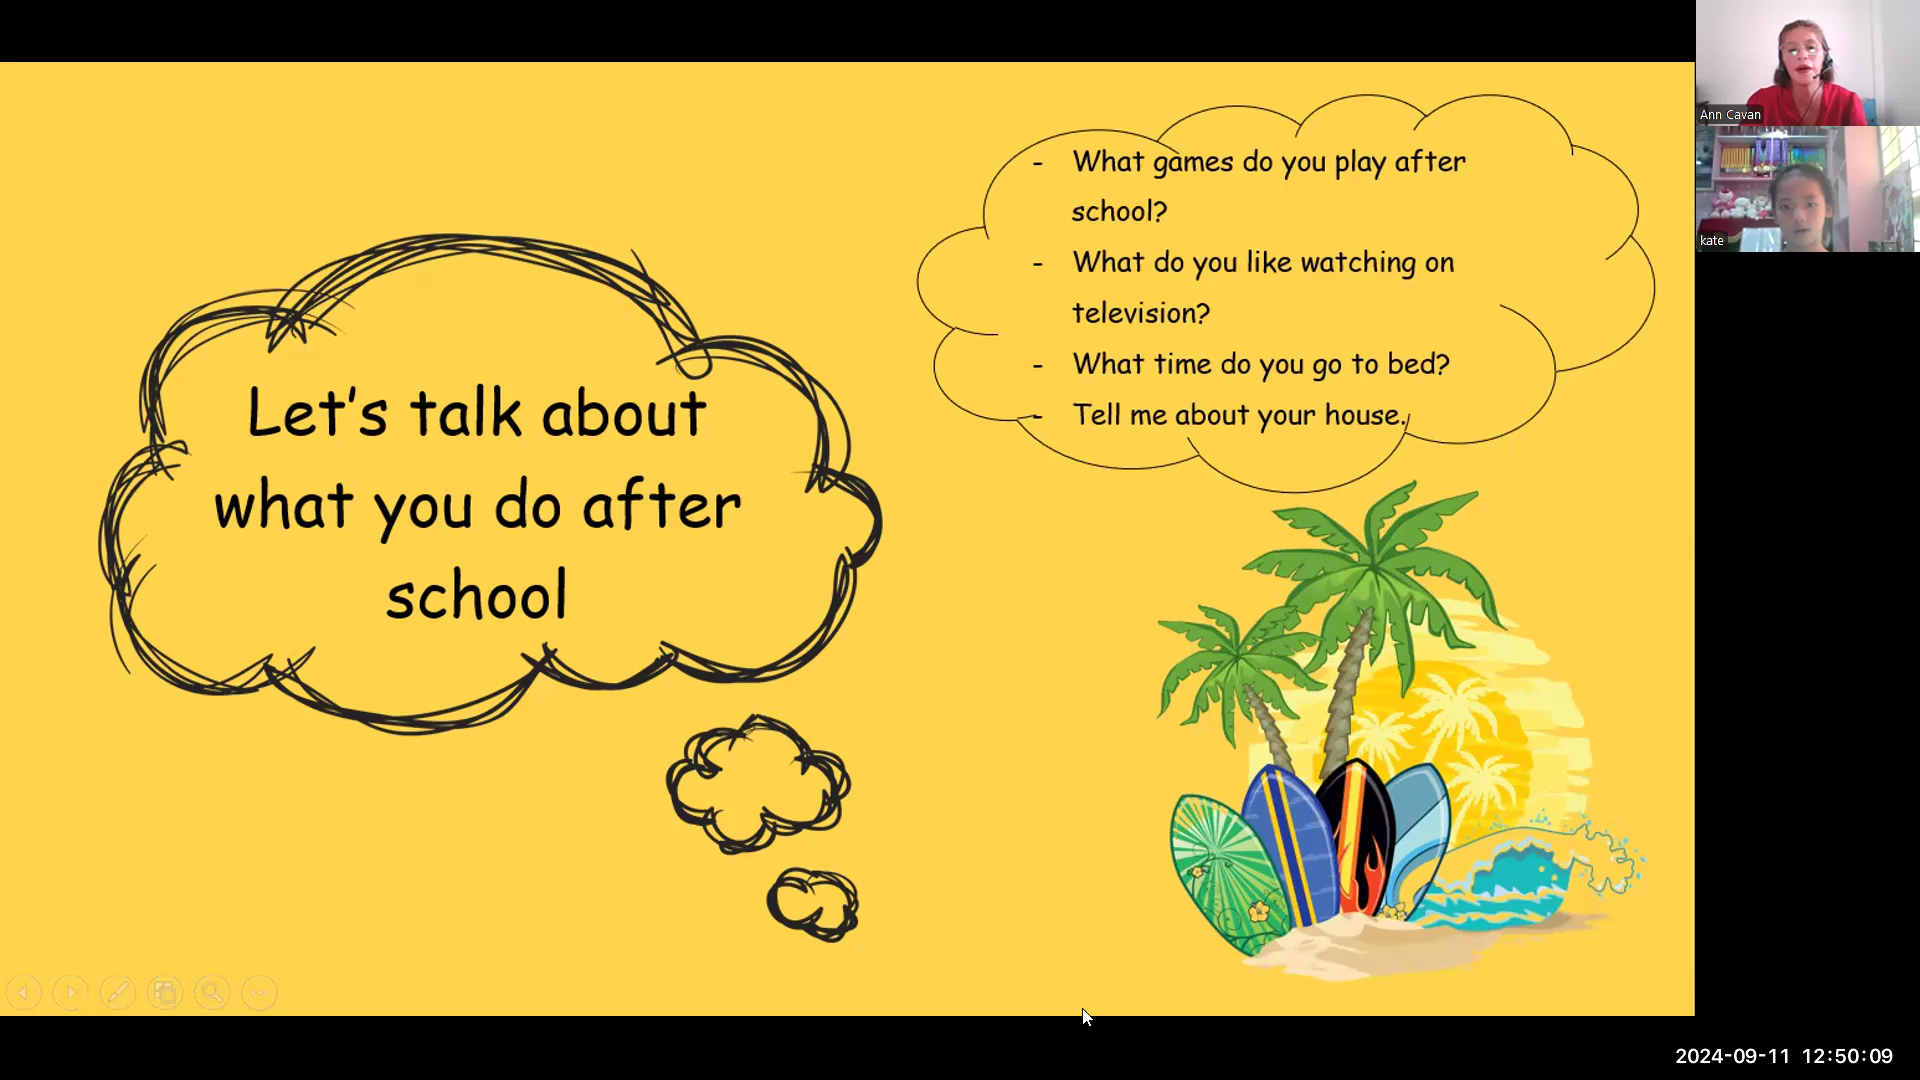 Let's talk about
what you do after
school
- What games do you play after
school?
- What do you like watching on
television?
- What time do you go to bed?
- Tell me about your house.
Ann Cavan
kate
2024-09-11 12:50:09